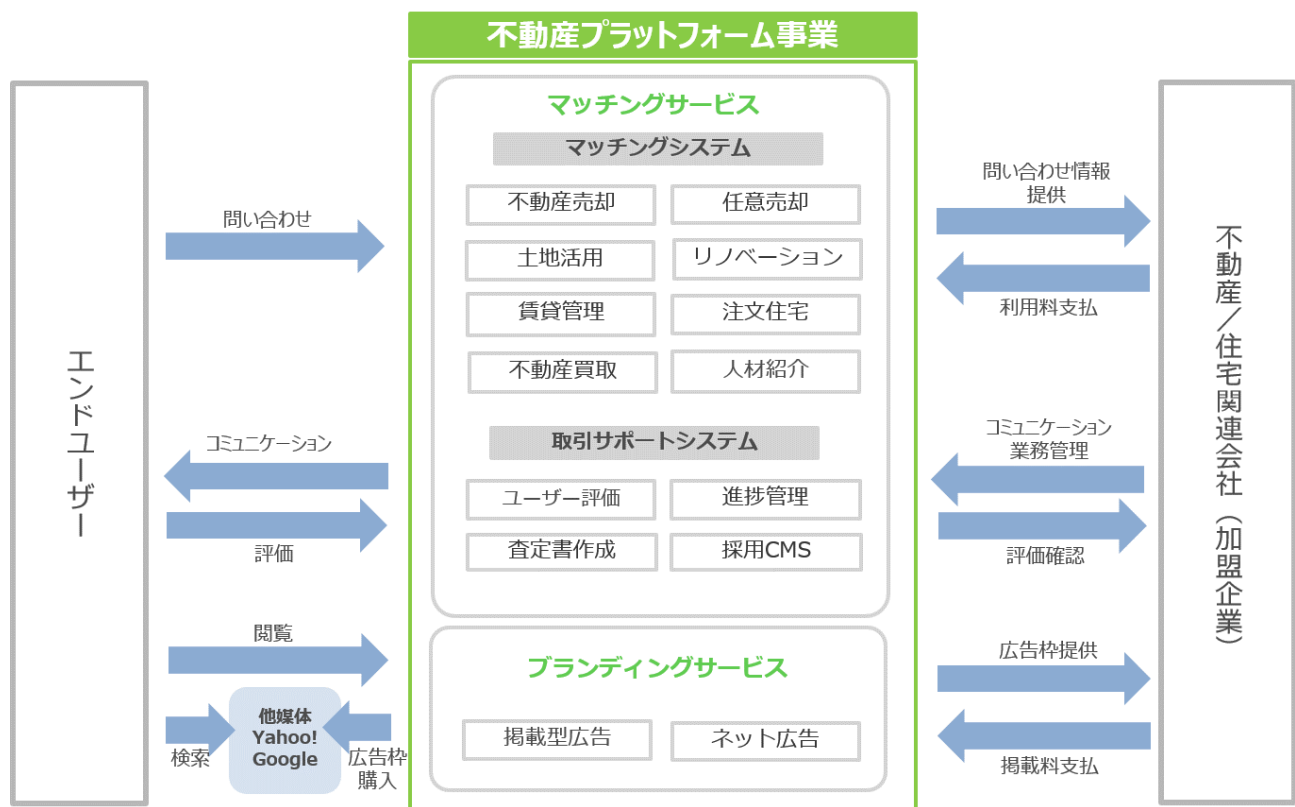 不動産プラットフォーム事業
エンドユーザー
問い合わせ
コミュニケーション
評価
閲覧
検索
他媒体
Yahoo!
Google
広告枠
購入
マッチングサービス
マッチングシステム
不動産売却
任意売却
土地活用
リノベーション
賃貸管理
注文住宅
不動産買取
人材紹介
取引サポートシステム
ユーザー評価
進捗管理
査定書作成
採用CMS
ブランディングサービス
掲載型広告
ネット広告
問い合わせ情報
提供
利用料支払
コミュニケーション
業務管理
評価確認
広告枠提供
掲載料支払
不動産／住宅関連会社（加盟企業）